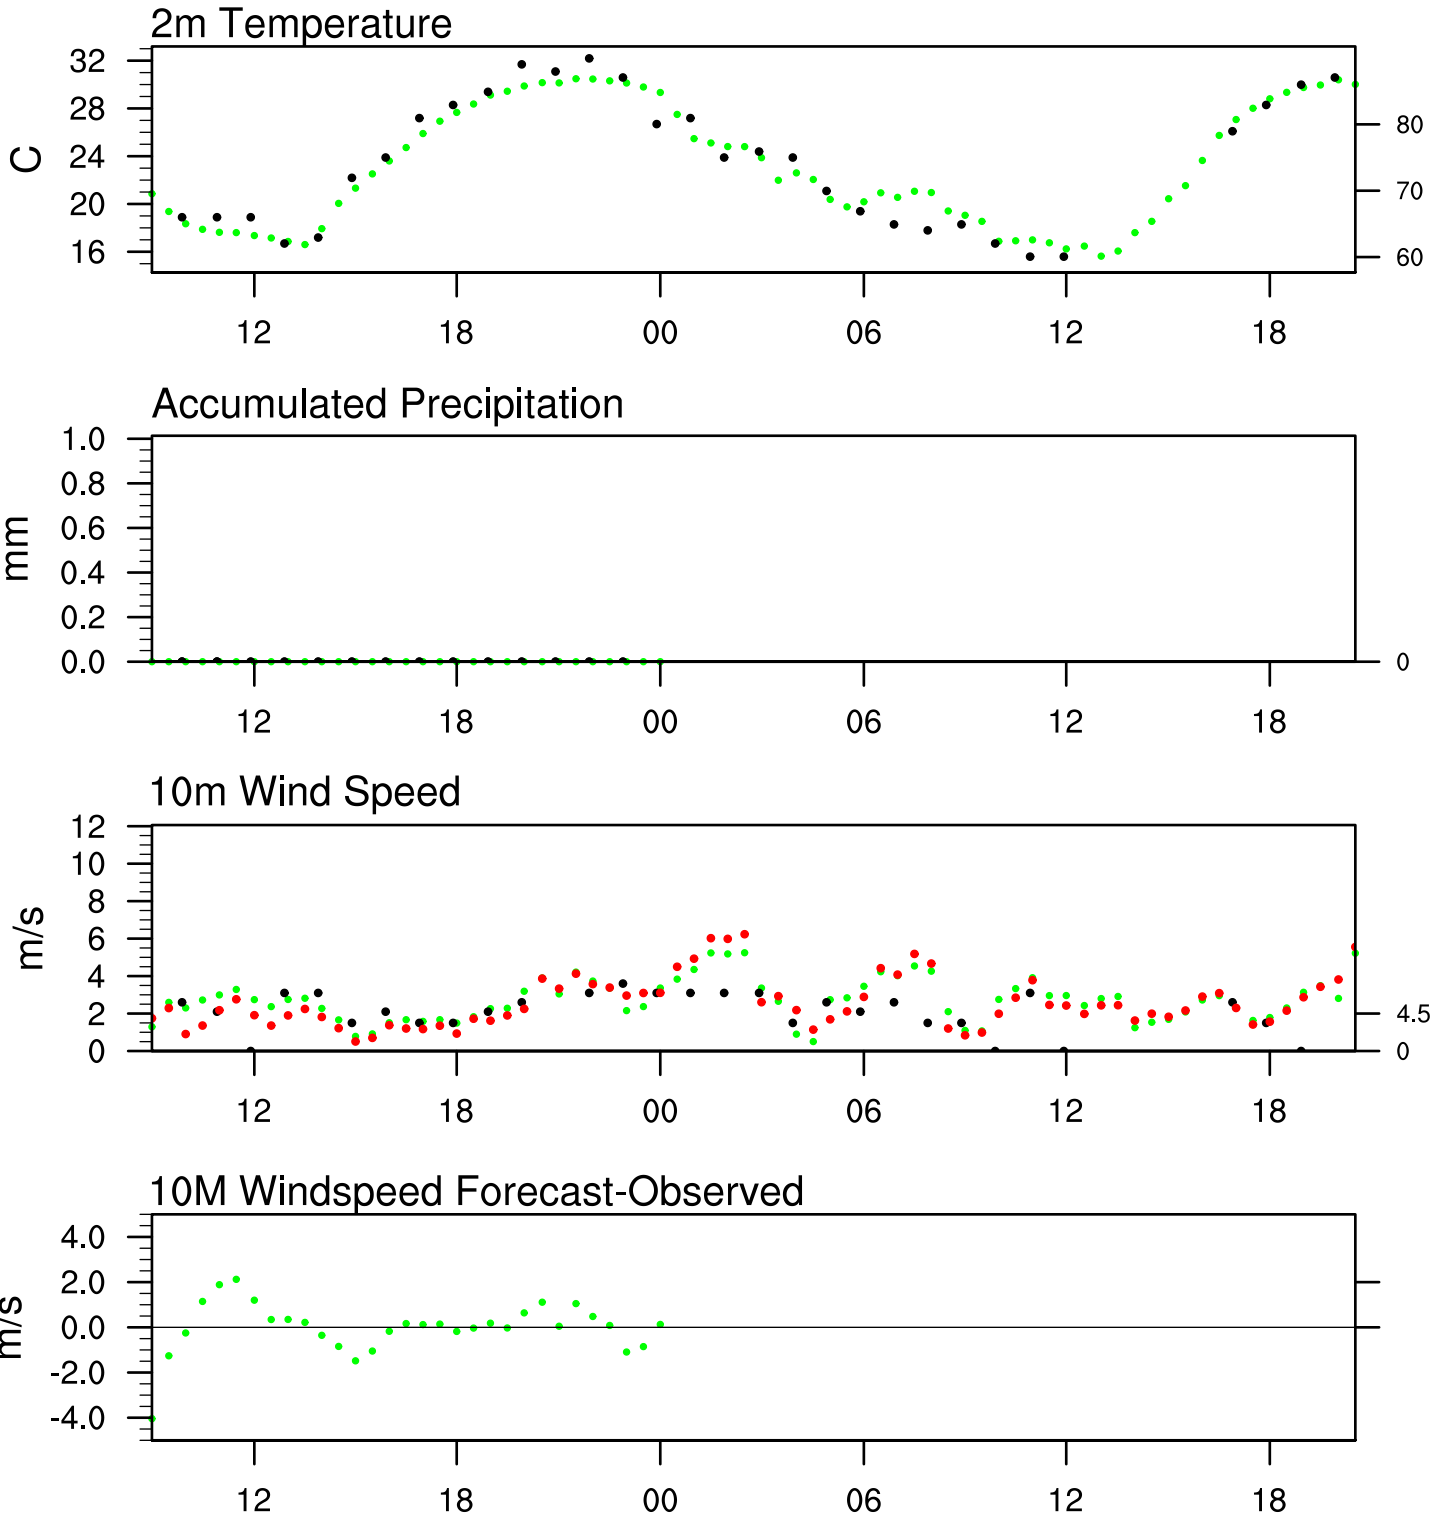 2m Temperature
32
28
24
20
16
C
80
70
60
12 18 00 06 12 18
Accumulated Precipitation
1.0
0.8
0.6
0.4
0.2
0.0
mm
0
12 18 00 06 12 18
10m Wind Speed
12
10
8
6
4
2
0
m/s
4.5
0
12 18 00 06 12 18
10M Windspeed Forecast-Observed
4.0
2.0
0.0
-2.0
-4.0
m/s
12 18 00 06 12 18